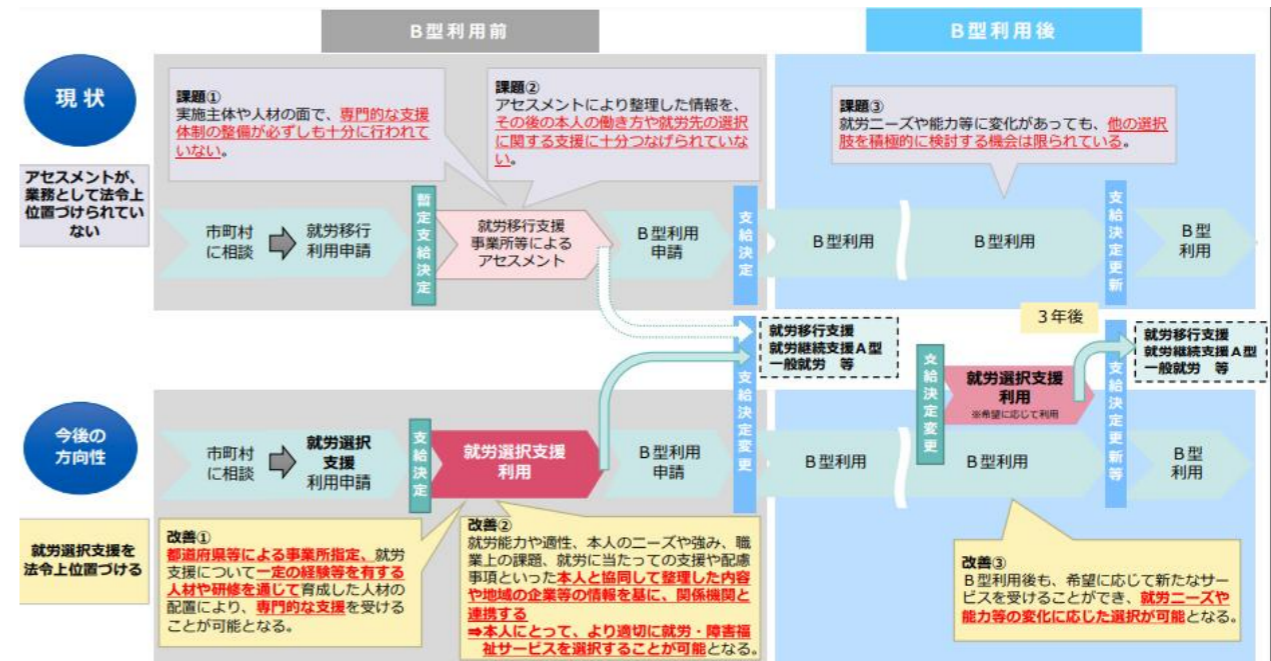 B型利用前
B型利用後
現状
アセスメントが、
業務として法令上
位置づけられてい
ない
課題①
実施主体や人材の面で、専門的な支援
体制の整備が必ずしも十分に行われて
いない。
課題②
アセスメントにより整理した情報を、
その後の本人の働き方や就労先の選択
に関する支援に十分つなげられていな
い。
課題③
就労ニーズや能力等に変化があっても、他の選択
肢を積極的に検討する機会は限られている。
市町村
に相談
就労移行
利用申請
暫定支給決定
就労移行支援
事業所等による
アセスメント
B型利用
申請
支給決定
B型利用
B型利用
支給決定更新
B型
利用
3年後
就労移行支援
就労継続支援A型
一般就労 等
就労移行支援
就労継続支援A型
一般就労 等
今後の
方向性
就労選択支援を
法令上位置づける
市町村
に相談
就労選択
支援
利用申請
支給決定
就労選択支援
利用
B型利用
申請
支給決定変更
B型利用
支給決定変更
就労選択支援
利用
※希望に応じて利用
B型利用
支給決定更新等
B型
利用
改善①
都道府県等による事業所指定、就労
支援について一定の経験等を有する
人材や研修を通じて育成した人材の
配置により、専門的な支援を受ける
ことが可能となる。
改善②
就労能力や適性、本人のニーズや強み、職
業上の課題、就労に当たっての支援や配慮
事項といった本人と協同して整理した内容
や地域の企業等の情報を基に、関係機関と
連携する
⇒本人にとって、より適切に就労・障害福
祉サービスを選択することが可能となる。
改善③
B型利用後も、希望に応じて新たなサー
ビスを受けることができ、就労ニーズや
能力等の変化に応じた選択が可能となる。